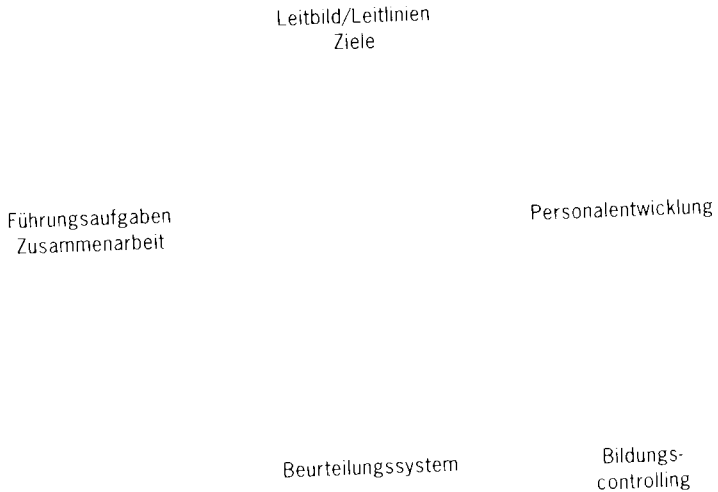 Leitbild/Leitlinien
Ziele
Führungsaufgaben
Zusammenarbeit
Personalentwicklung
Beurteilungssystem
Bildungs-
controlling